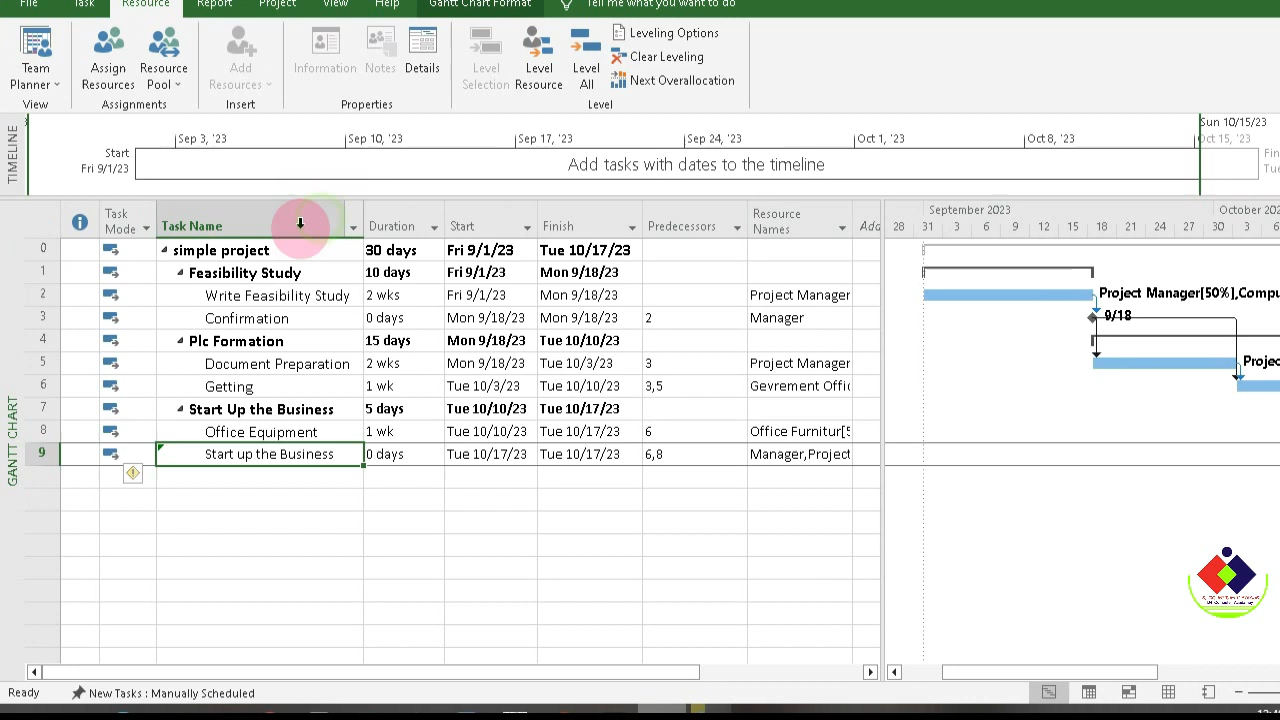 File Task Resource Report Project View Help Gantt Chart Format Tell me what you want to do
Team Planner
Assign Resources
Resource Pool
Add Resources
Information
Notes
Details
Level Selection
Level Resource
Level All
Leveling Options
Clear Leveling
Next Overallocation
View Assignments Insert Properties Level
TIMELINE
Sun 10/15/23
Sep 3, '23 Sep 10, '23 Sep 17, '23 Sep 24, '23 Oct 1, '23 Oct 8, '23 Oct 15, '23
Start
Fri 9/1/23
Add tasks with dates to the timeline
GANTT CHART
Task Mode Task Name Duration Start Finish Predecessors Resource Names Add
September 2023 October 202
28 31 3 6 9 12 15 18 21 24 27 30 3 6
0 simple project 30 days Fri 9/1/23 Tue 10/17/23
1 Feasibility Study 10 days Fri 9/1/23 Mon 9/18/23
2 Write Feasibility Study 2 wks Fri 9/1/23 Mon 9/18/23 Project Manager
Project Manager[50%],Compu
3 Confirmation 0 days Mon 9/18/23 Mon 9/18/23 2 Manager
9/18
4 Plc Formation 15 days Mon 9/18/23 Tue 10/10/23
5 Document Preparation 2 wks Mon 9/18/23 Tue 10/3/23 3 Project Manager
Projec
6 Getting 1 wk Tue 10/3/23 Tue 10/10/23 3,5 Gevrement Offic
7 Start Up the Business 5 days Tue 10/10/23 Tue 10/17/23
8 Office Equipment 1 wk Tue 10/10/23 Tue 10/17/23 6 Office Furnitur[5
9 Start up the Business 0 days Tue 10/17/23 Tue 10/17/23 6,8 Manager,Project
Ready New Tasks : Manually Scheduled